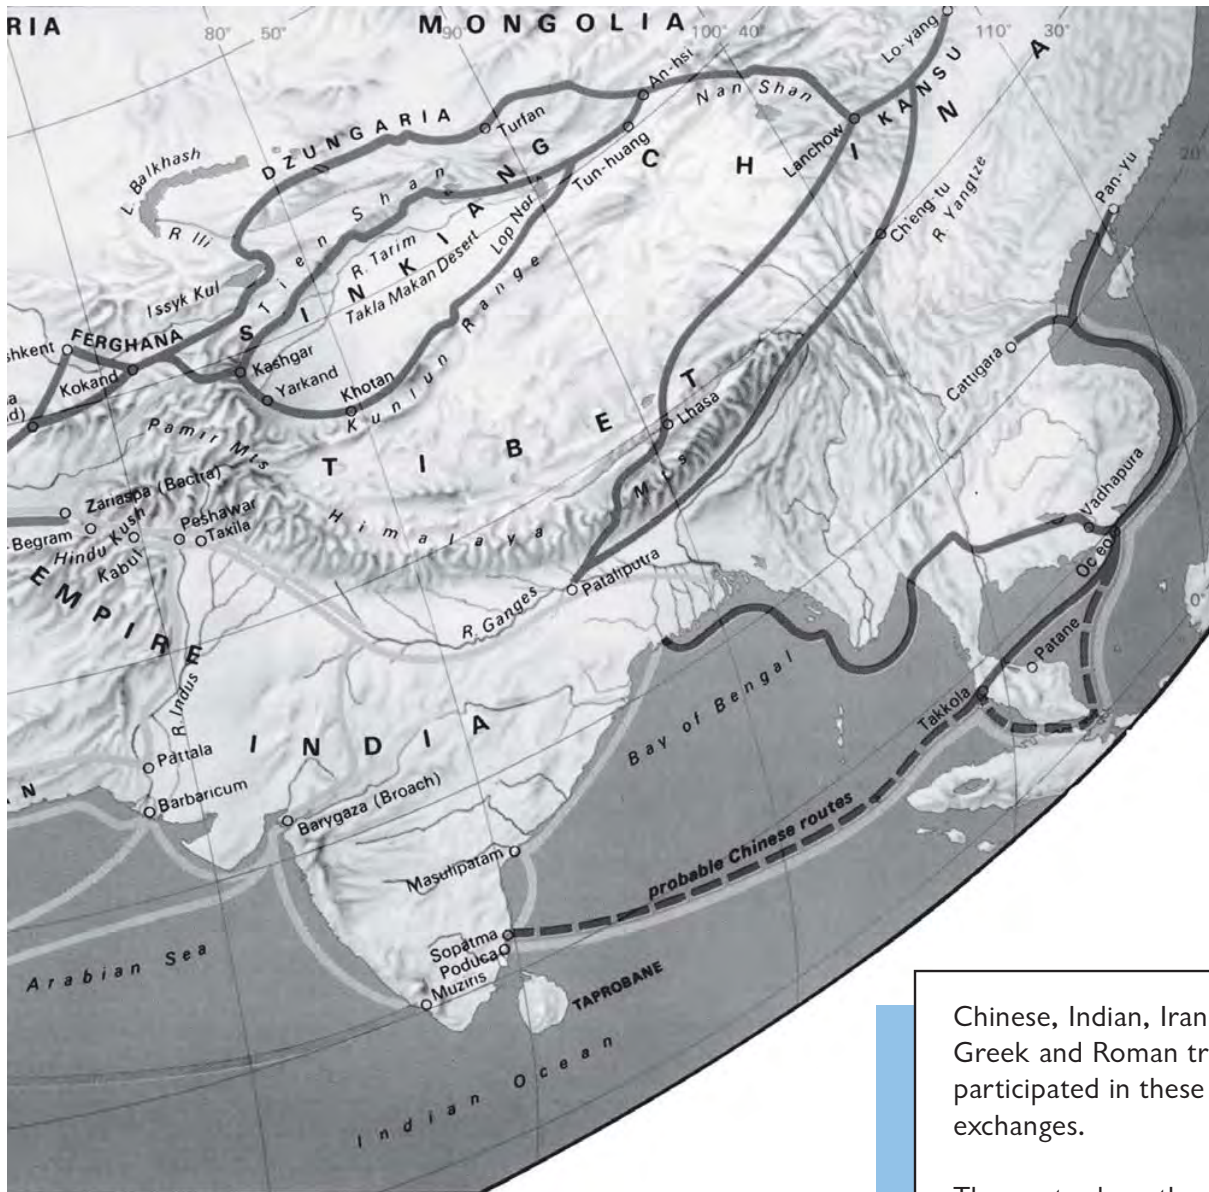 RIA
MONGOLIA
80° 50° 90° 100° 40° 110° 30°
Lo-yang
An-hsi
Nan Shan
KANSU
Turfan
DZUNGARIA
L. Balkhash
Tun-huang
Lanchow
CHINA
20°
Pan-Yu
R. Yangtze
Ch'eng-tu
R Ili
Tien Shan
R. Tarim
Lop Nor
SINKIANG
Takla Makan Desert
Issyk Kul
FERGHANA
shkent
Kokand
Kashgar
Yarkand
Khotan
Kunlun Range
Cattigara
a
d)
Pamir Mts
TIBET
Lhasa
Mts
Zariaspa (Bactra)
Peshawar
Taxila
Begram
Hindu Kush
Kabul
Himalaya
Vadhapura
Oc eo
EMPIRE
Pataliputra
R. Ganges
0°
Patane
R. Indus
Takkola
INDIA
Bay of Bengal
Pattala
AN
Barbaricum
Barygaza (Broach)
probable Chinese routes
Masulipatam
Sopatma
Poduca
Muziris
Arabian Sea
TAPROBANE
Indian Ocean
Chinese, Indian, Iran
Greek and Roman tr
participated in these
exchanges.